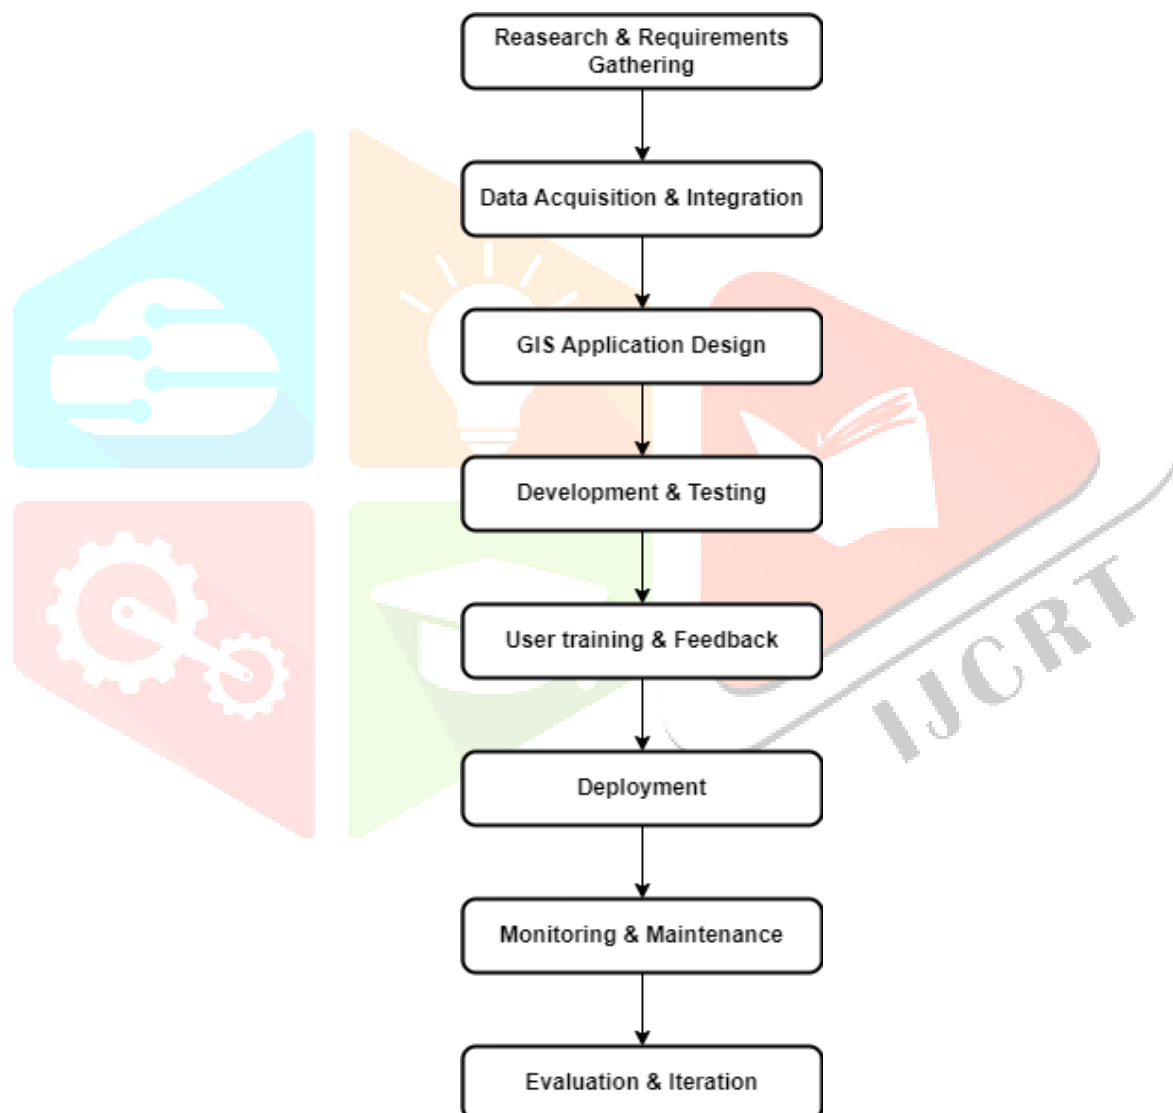 Reasearch & Requirements
Gathering
Data Acquisition & Integration
GIS Application Design
Development & Testing
User training & Feedback
IJCRT
Deployment
Monitoring & Maintenance
Evaluation & Iteration